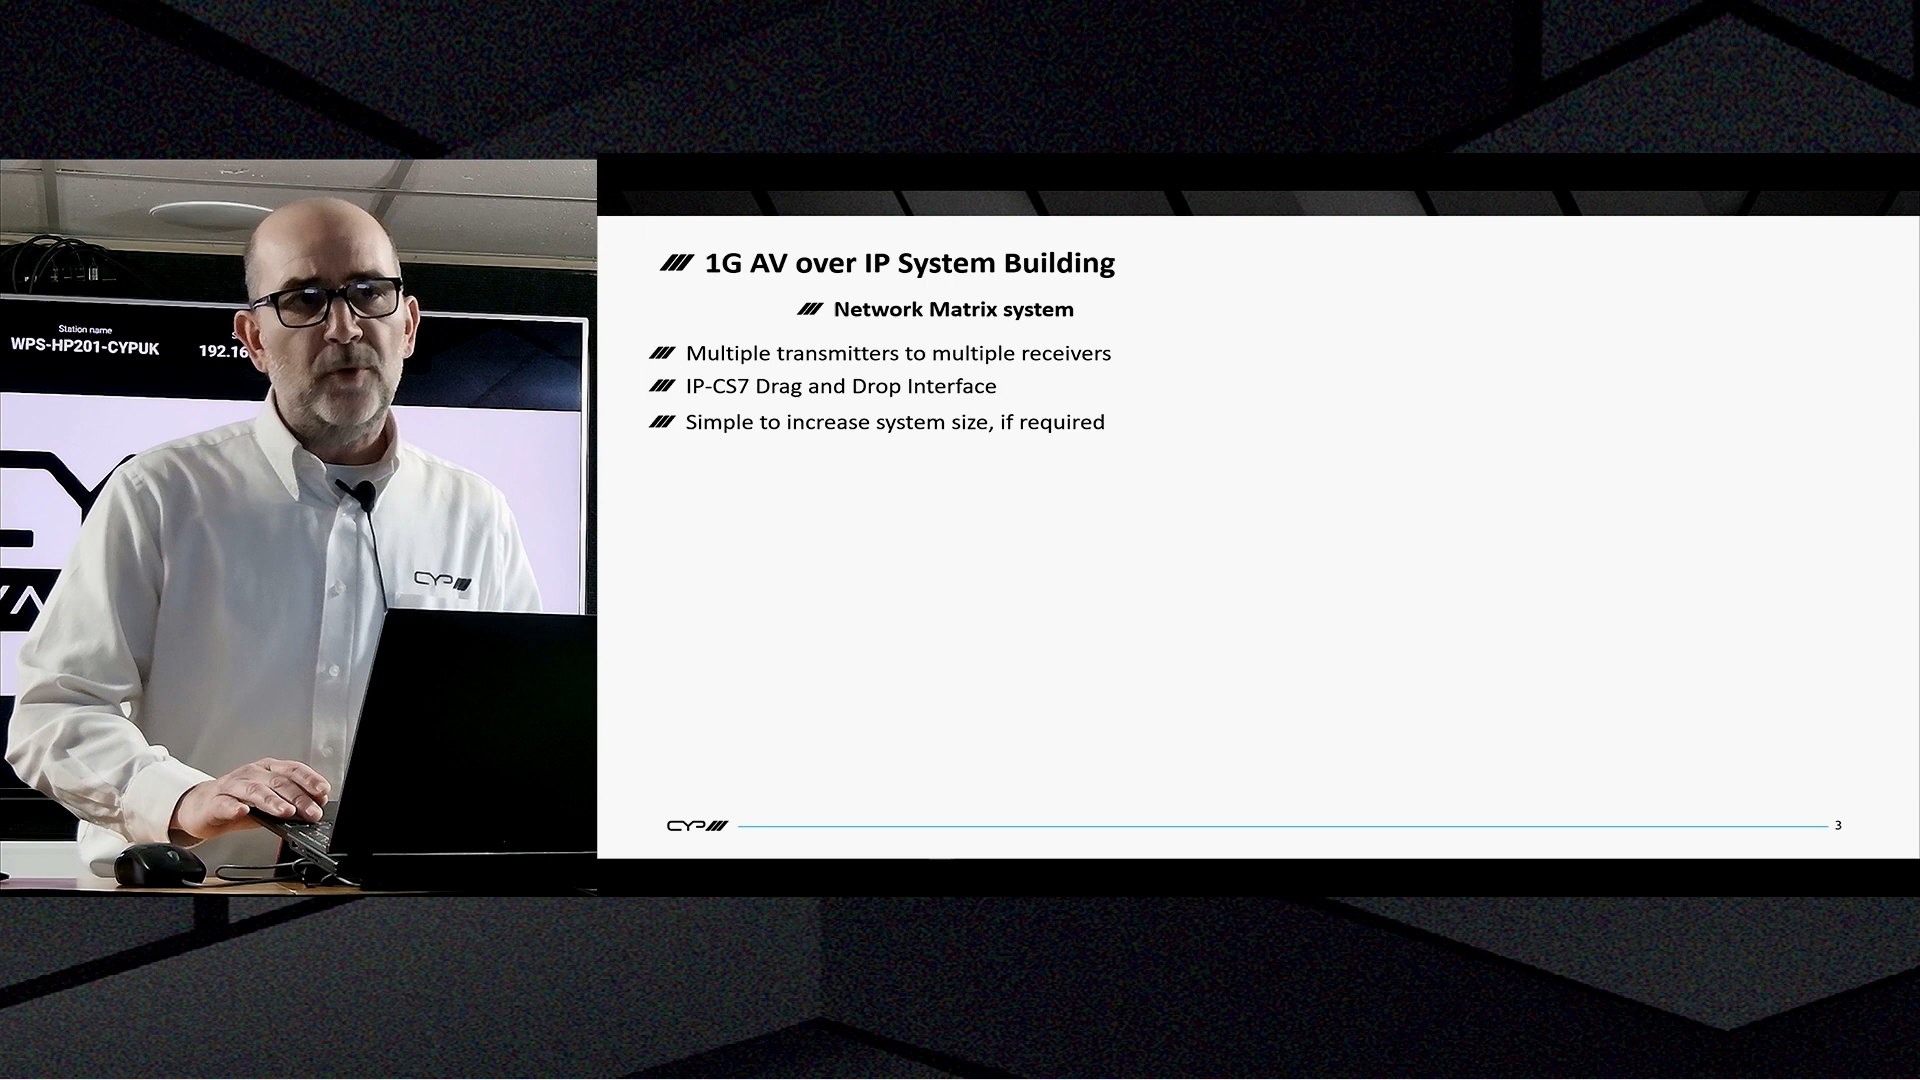 Station name
WPS-HP201-CYPUK
192.16
CYP
1G AV over IP System Building
Network Matrix system
Multiple transmitters to multiple receivers
IP-CS7 Drag and Drop Interface
Simple to increase system size, if required
CYP
3